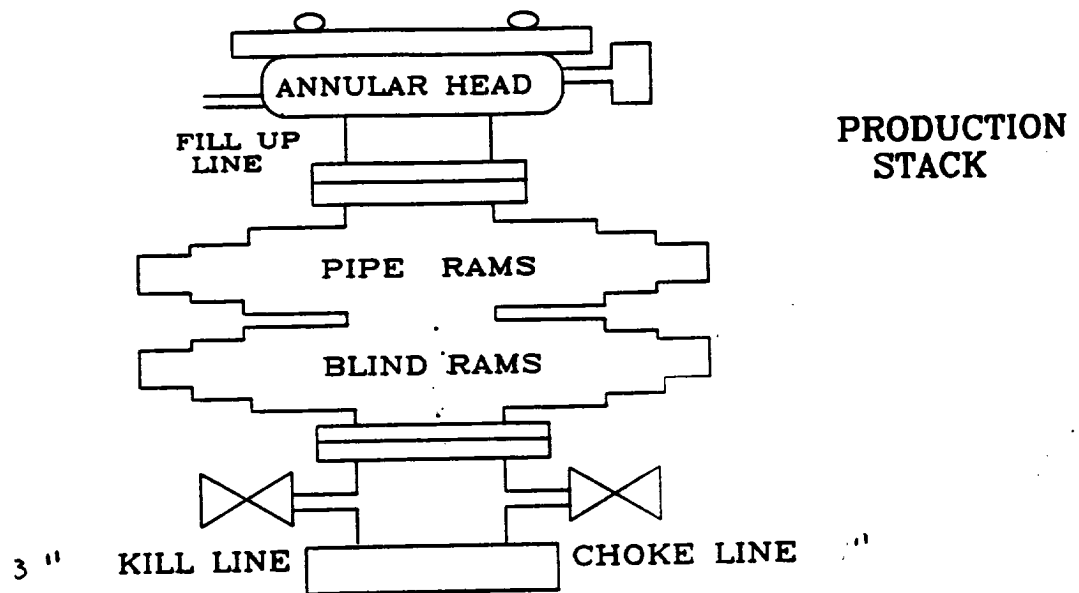 ANNULAR HEAD
FILL UP
LINE
PRODUCTION
STACK
PIPE RAMS
BLIND RAMS
3 " KILL LINE
CHOKE LINE "